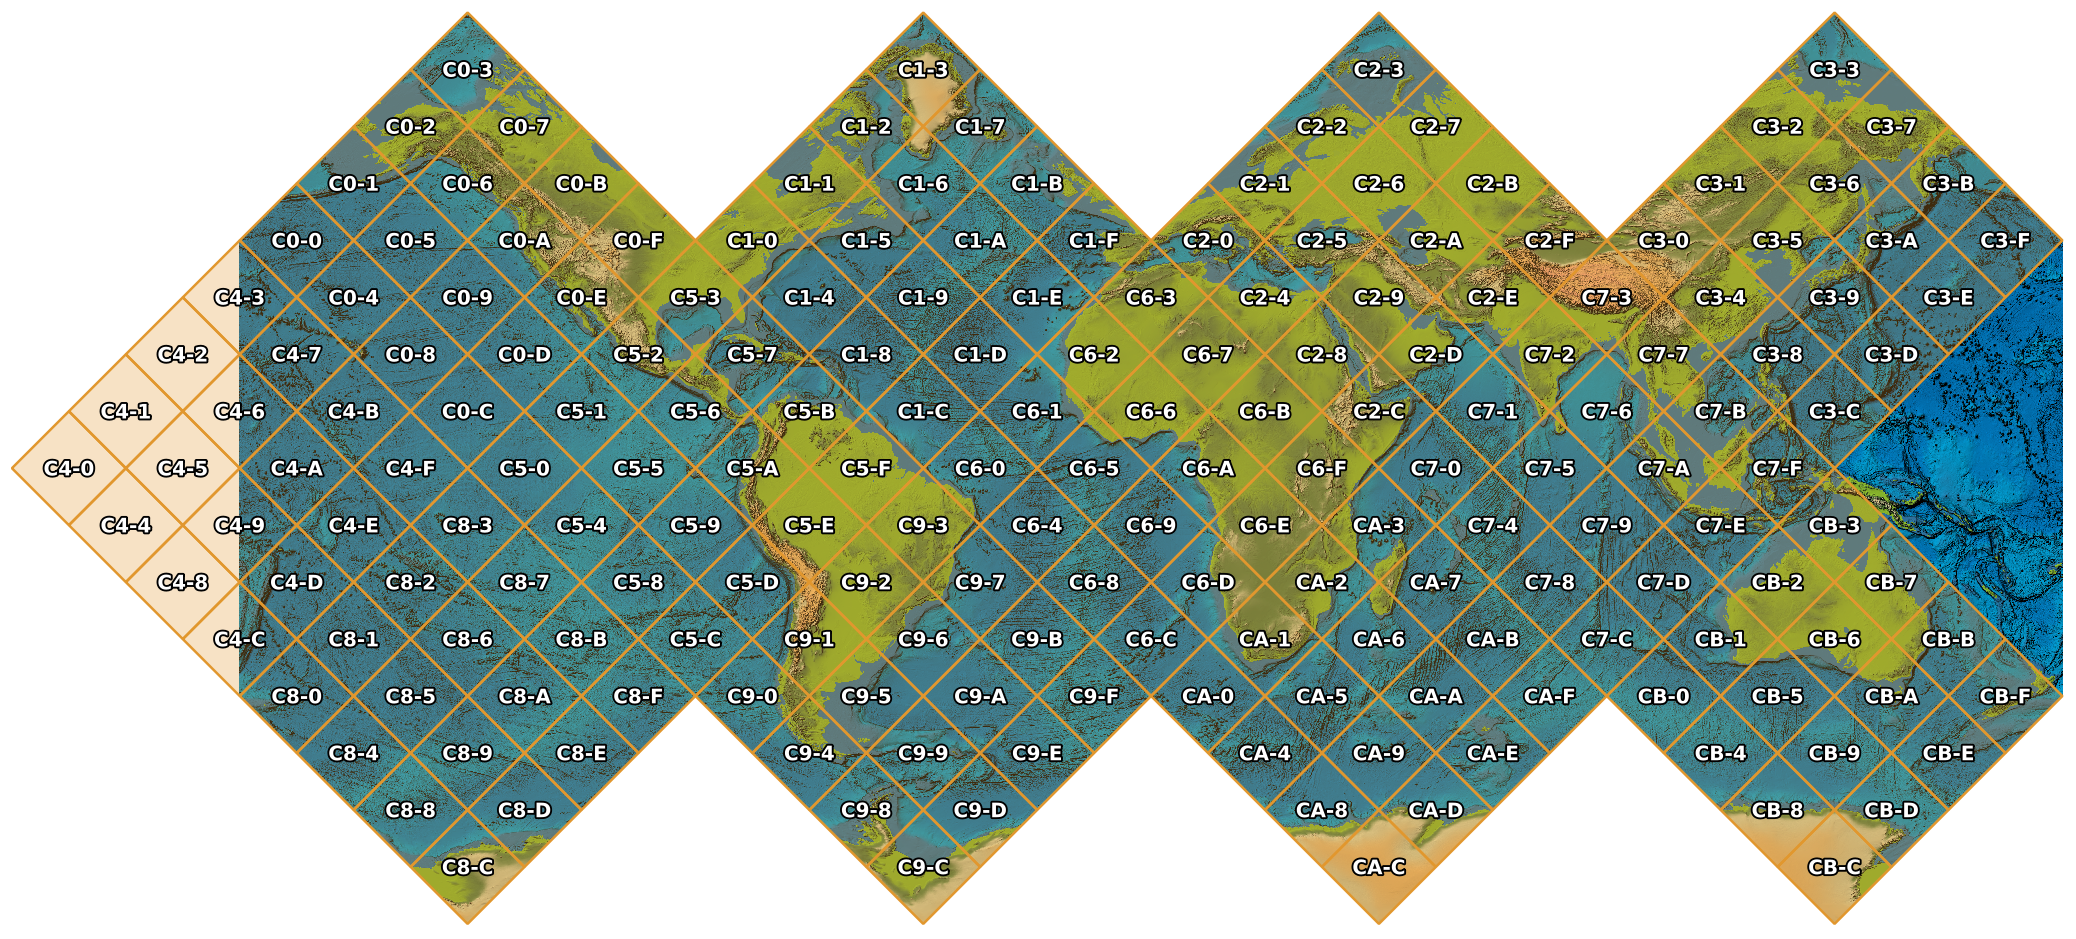 C0-3 C1-3 C2-3 C3-3
C0-2 C0-7 C1-2 C1-7 C2-2 C2-7 C3-2 C3-7
C0-1 C0-6 C0-B C1-1 C1-6 C1-B C2-1 C2-6 C2-B C3-1 C3-6 C3-B
C0-0 C0-5 C0-A C0-F C1-0 C1-5 C1-A C1-F C2-0 C2-5 C2-A C2-F C3-0 C3-5 C3-A C3-F
C4-3 C0-4 C0-9 C0-E C5-3 C1-4 C1-9 C1-E C6-3 C2-4 C2-9 C2-E C7-3 C3-4 C3-9 C3-E
C4-2 C4-7 C0-8 C0-D C5-2 C5-7 C1-8 C1-D C6-2 C6-7 C2-8 C2-D C7-2 C7-7 C3-8 C3-D
C4-1 C4-6 C4-B C0-C C5-1 C5-6 C5-B C1-C C6-1 C6-6 C6-B C2-C C7-1 C7-6 C7-B C3-C
C4-0 C4-5 C4-A C4-F C5-0 C5-5 C5-A C5-F C6-0 C6-5 C6-A C6-F C7-0 C7-5 C7-A C7-F
C4-4 C4-9 C4-E C8-3 C5-4 C5-9 C5-E C9-3 C6-4 C6-9 C6-E CA-3 C7-4 C7-9 C7-E CB-3
C4-8 C4-D C8-2 C8-7 C5-8 C5-D C9-2 C9-7 C6-8 C6-D CA-2 CA-7 C7-8 C7-D CB-2 CB-7
C4-C C8-1 C8-6 C8-B C5-C C9-1 C9-6 C9-B C6-C CA-1 CA-6 CA-B C7-C CB-1 CB-6 CB-B
C8-0 C8-5 C8-A C8-F C9-0 C9-5 C9-A C9-F CA-0 CA-5 CA-A CA-F CB-0 CB-5 CB-A CB-F
C8-4 C8-9 C8-E C9-4 C9-9 C9-E CA-4 CA-9 CA-E CB-4 CB-9 CB-E
C8-8 C8-D C9-8 C9-D CA-8 CA-D CB-8 CB-D
C8-C C9-C CA-C CB-C